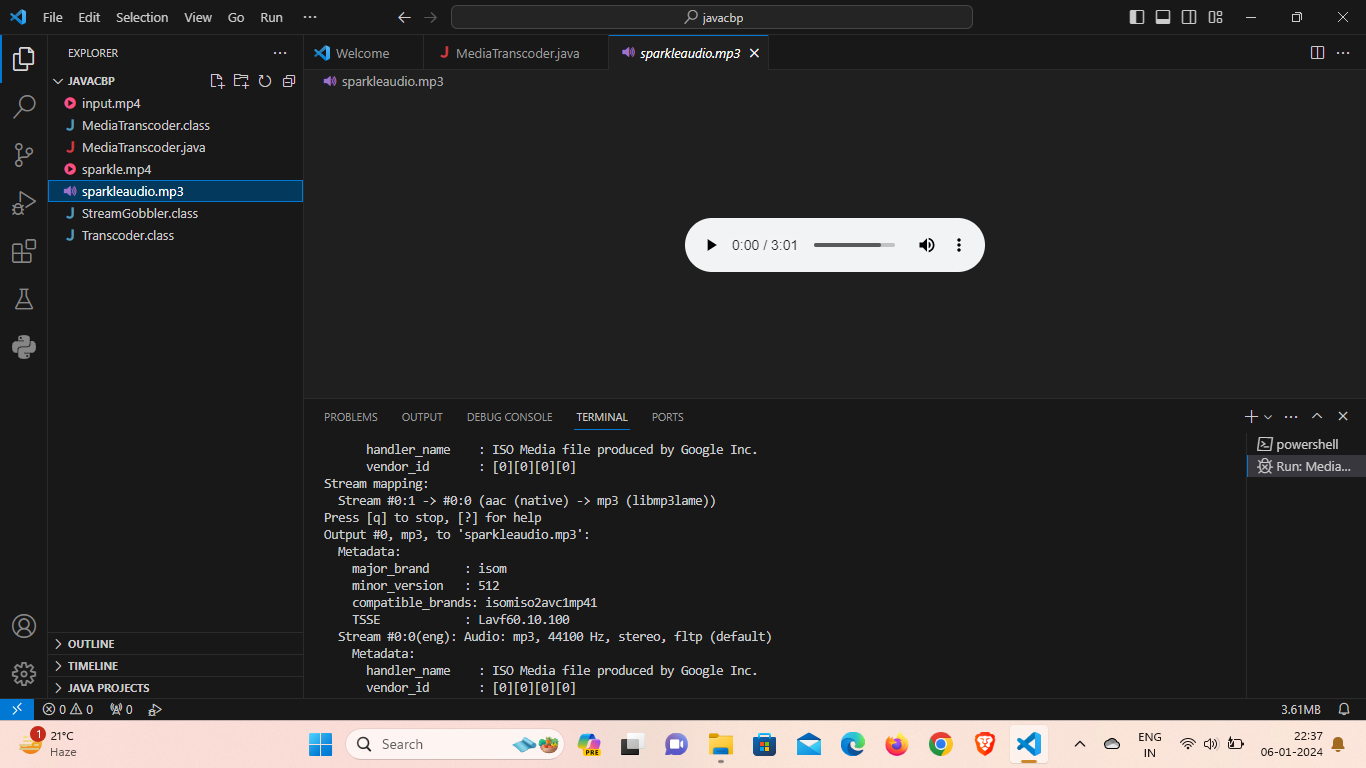 File Edit Selection View Go Run ··· javacbp
EXPLORER ···
JAVACBP
input.mp4
MediaTranscoder.class
MediaTranscoder.java
sparkle.mp4
sparkleaudio.mp3
StreamGobbler.class
Transcoder.class
OUTLINE
TIMELINE
JAVA PROJECTS
Welcome MediaTranscoder.java sparkleaudio.mp3
sparkleaudio.mp3
0:00 / 3:01
PROBLEMS OUTPUT DEBUG CONSOLE TERMINAL PORTS
handler_name    : ISO Media file produced by Google Inc.
vendor_id       : [0][0][0][0]
Stream mapping:
Stream #0:1 -> #0:0 (aac (native) -> mp3 (libmp3lame))
Press [q] to stop, [?] for help
Output #0, mp3, to 'sparkleaudio.mp3':
Metadata:
major_brand     : isom
minor_version   : 512
compatible_brands: isomiso2avc1mp41
TSSE            : Lavf60.10.100
Stream #0:0(eng): Audio: mp3, 44100 Hz, stereo, fltp (default)
Metadata:
handler_name    : ISO Media file produced by Google Inc.
vendor_id       : [0][0][0][0]
powershell
Run: Media...
0 0 0 3.61MB
1
21°C
Haze
Search
PRE
ENG
IN
22:37
06-01-2024